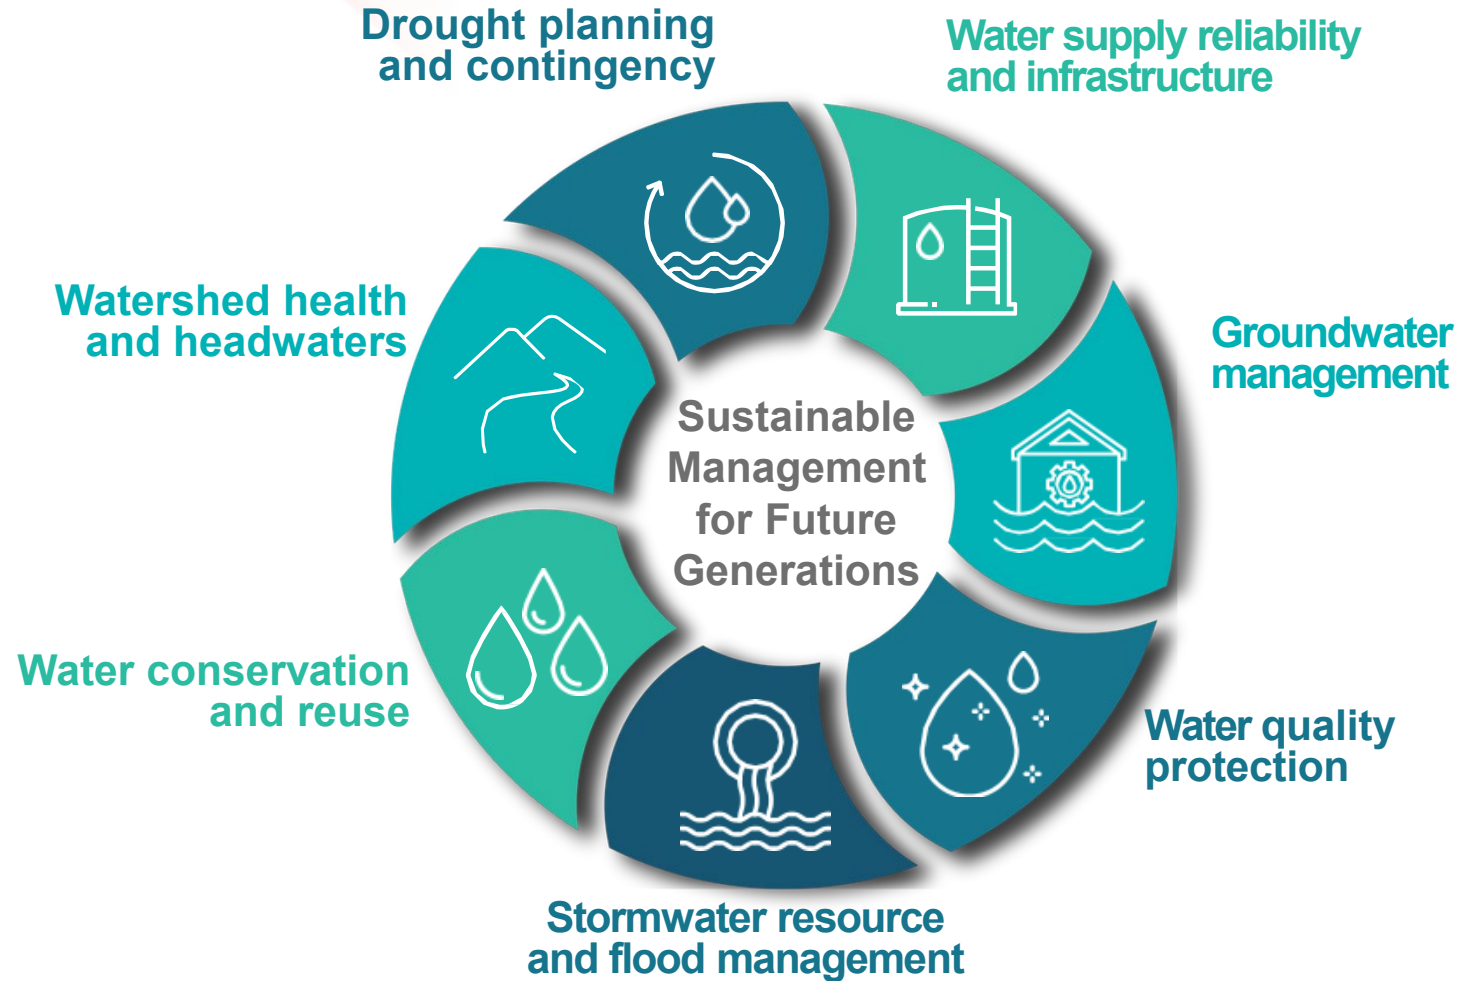 Drought planning
and contingency
Water supply reliability
and infrastructure
Watershed health
and headwaters
Groundwater
management
Sustainable
Management
for Future
Generations
Water conservation
and reuse
Water quality
protection
Stormwater resource
and flood management